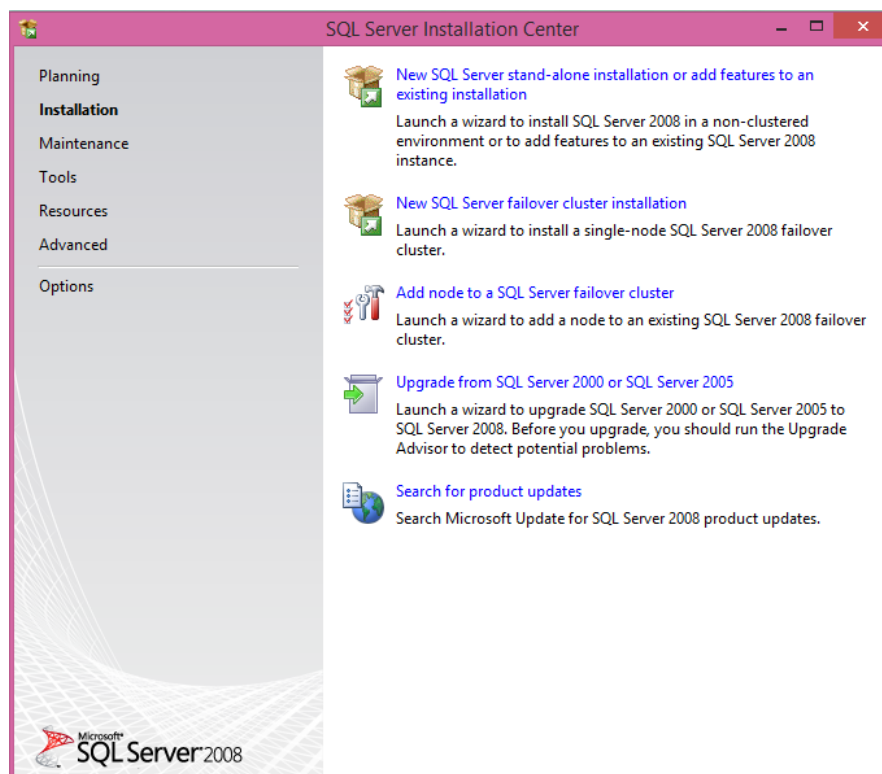 SQL Server Installation Center
Planning
Installation
Maintenance
Tools
Resources
Advanced
Options
New SQL Server stand-alone installation or add features to an
existing installation
Launch a wizard to install SQL Server 2008 in a non-clustered
environment or to add features to an existing SQL Server 2008
instance.
New SQL Server failover cluster installation
Launch a wizard to install a single-node SQL Server 2008 failover
cluster.
Add node to a SQL Server failover cluster
Launch a wizard to add a node to an existing SQL Server 2008 failover
cluster.
Upgrade from SQL Server 2000 or SQL Server 2005
Launch a wizard to upgrade SQL Server 2000 or SQL Server 2005 to
SQL Server 2008. Before you upgrade, you should run the Upgrade
Advisor to detect potential problems.
Search for product updates
Search Microsoft Update for SQL Server 2008 product updates.
Microsoft®
SQL Server 2008